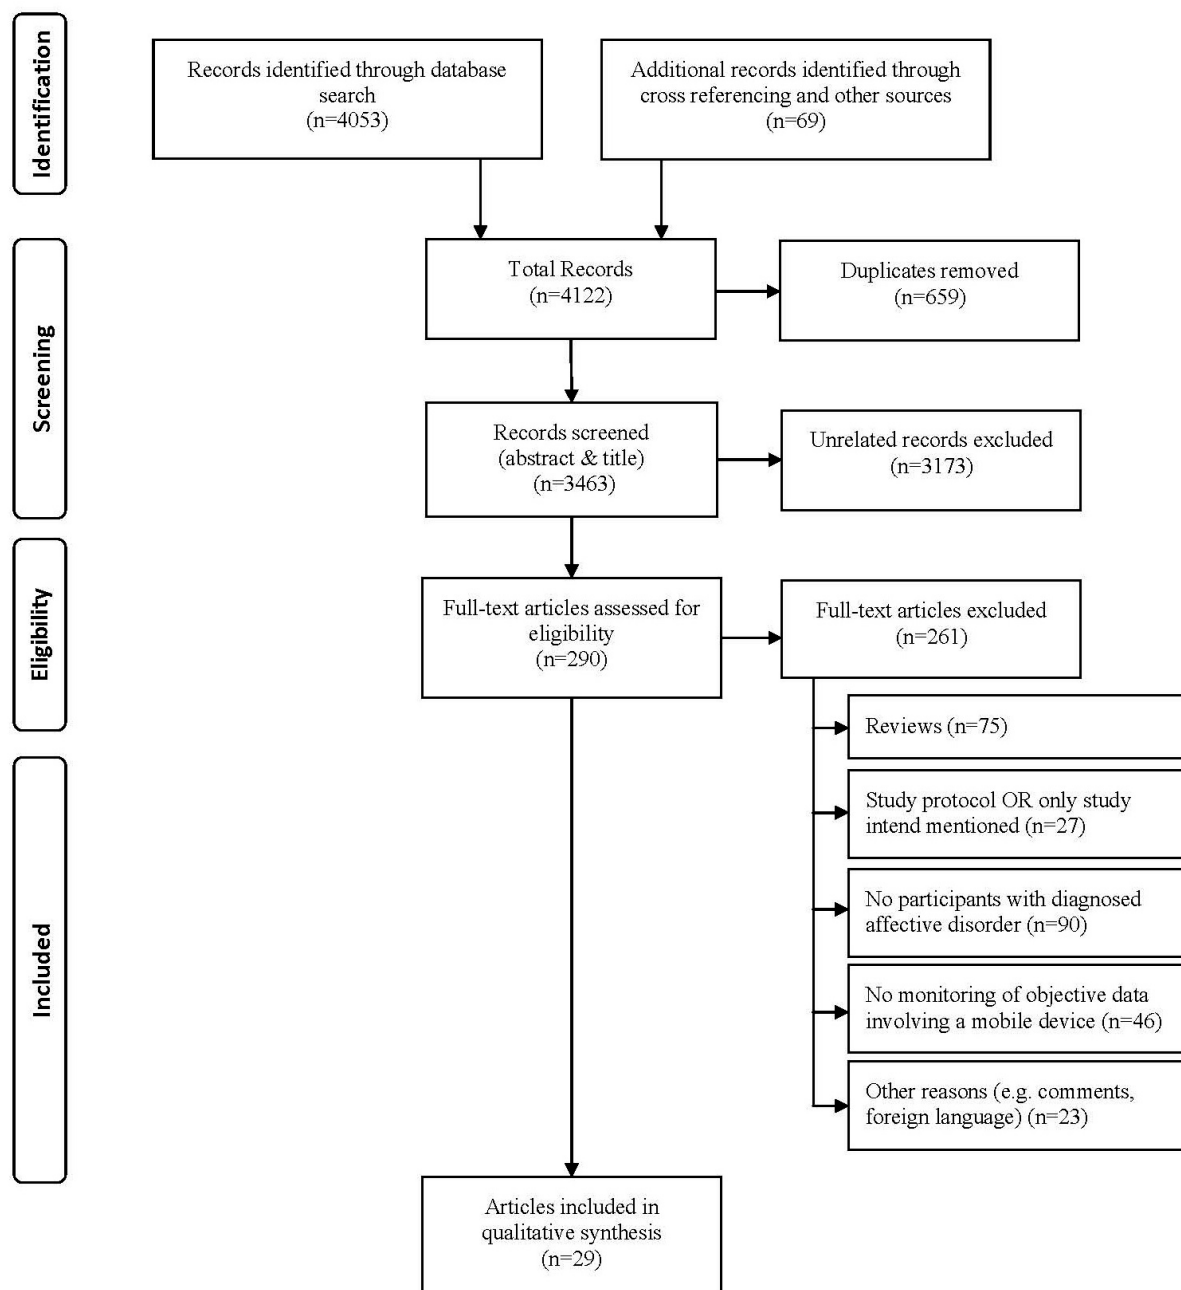 Identification
Records identified through database
search
(n=4053)
Additional records identified through
cross referencing and other sources
(n=69)
Screening
Total Records
(n=4122)
Duplicates removed
(n=659)
Records screened
(abstract & title)
(n=3463)
Unrelated records excluded
(n=3173)
Eligibility
Full-text articles assessed for
eligibility
(n=290)
Full-text articles excluded
(n=261)
Reviews (n=75)
Study protocol OR only study
intend mentioned (n=27)
No participants with diagnosed
affective disorder (n=90)
No monitoring of objective data
involving a mobile device (n=46)
Other reasons (e.g. comments,
foreign language) (n=23)
Included
Articles included in
qualitative synthesis
(n=29)